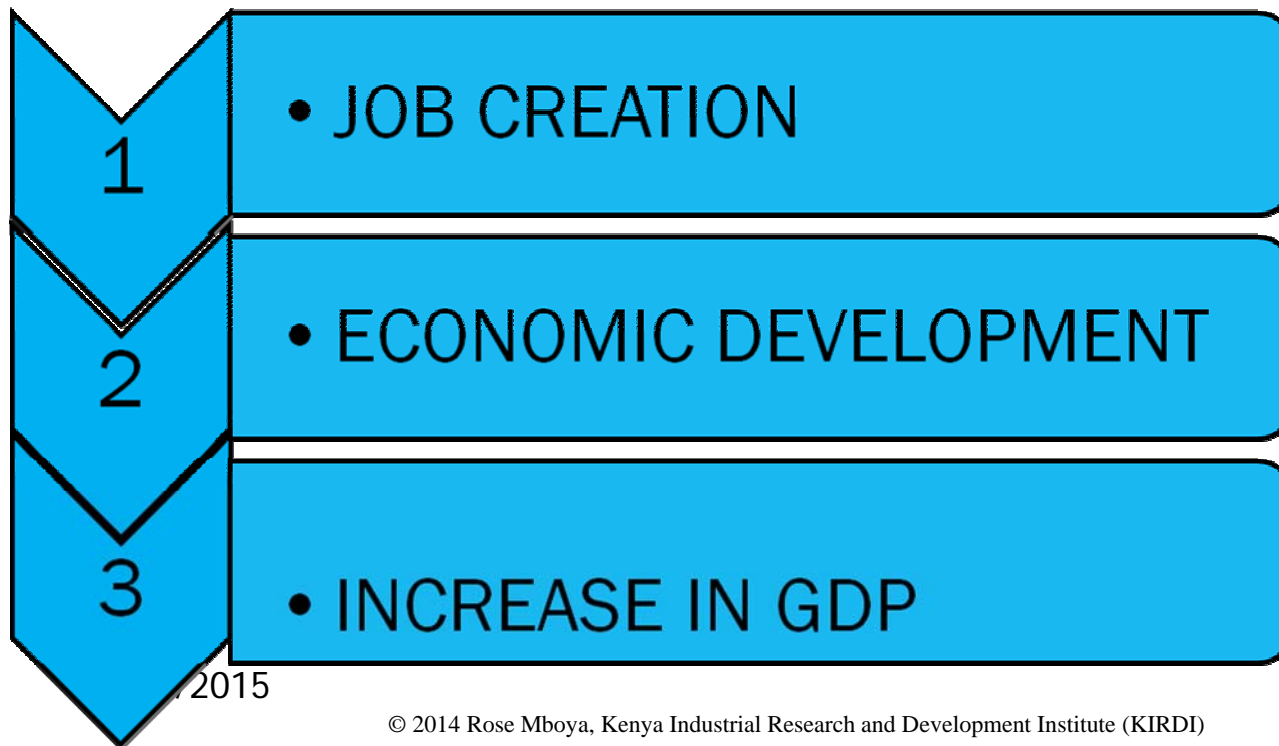 1
• JOB CREATION
2
• ECONOMIC DEVELOPMENT
3
• INCREASE IN GDP
/2015
© 2014 Rose Mboya, Kenya Industrial Research and Development Institute (KIRDI)